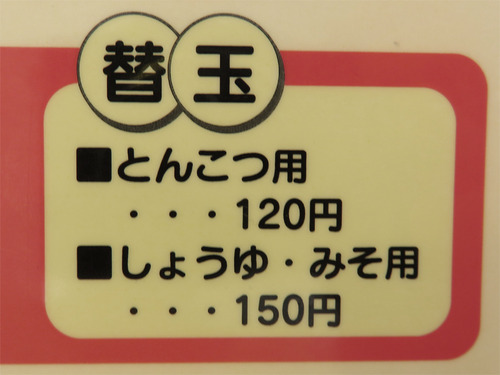 替玉
■とんこつ用
・・・120円
■しょうゆ・みそ用
・・・150円